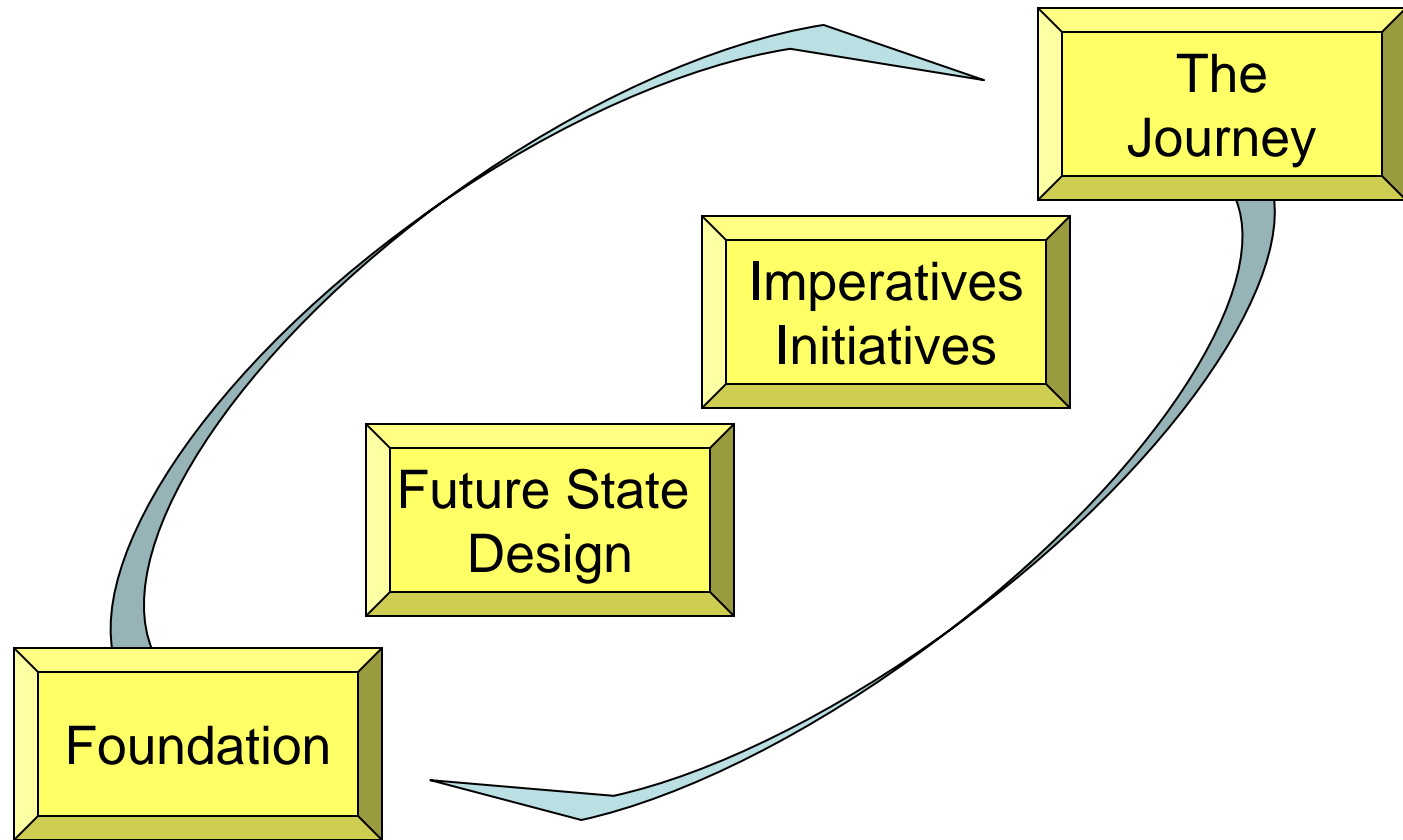 The
Journey
Imperatives
Initiatives
Future State
Design
Foundation